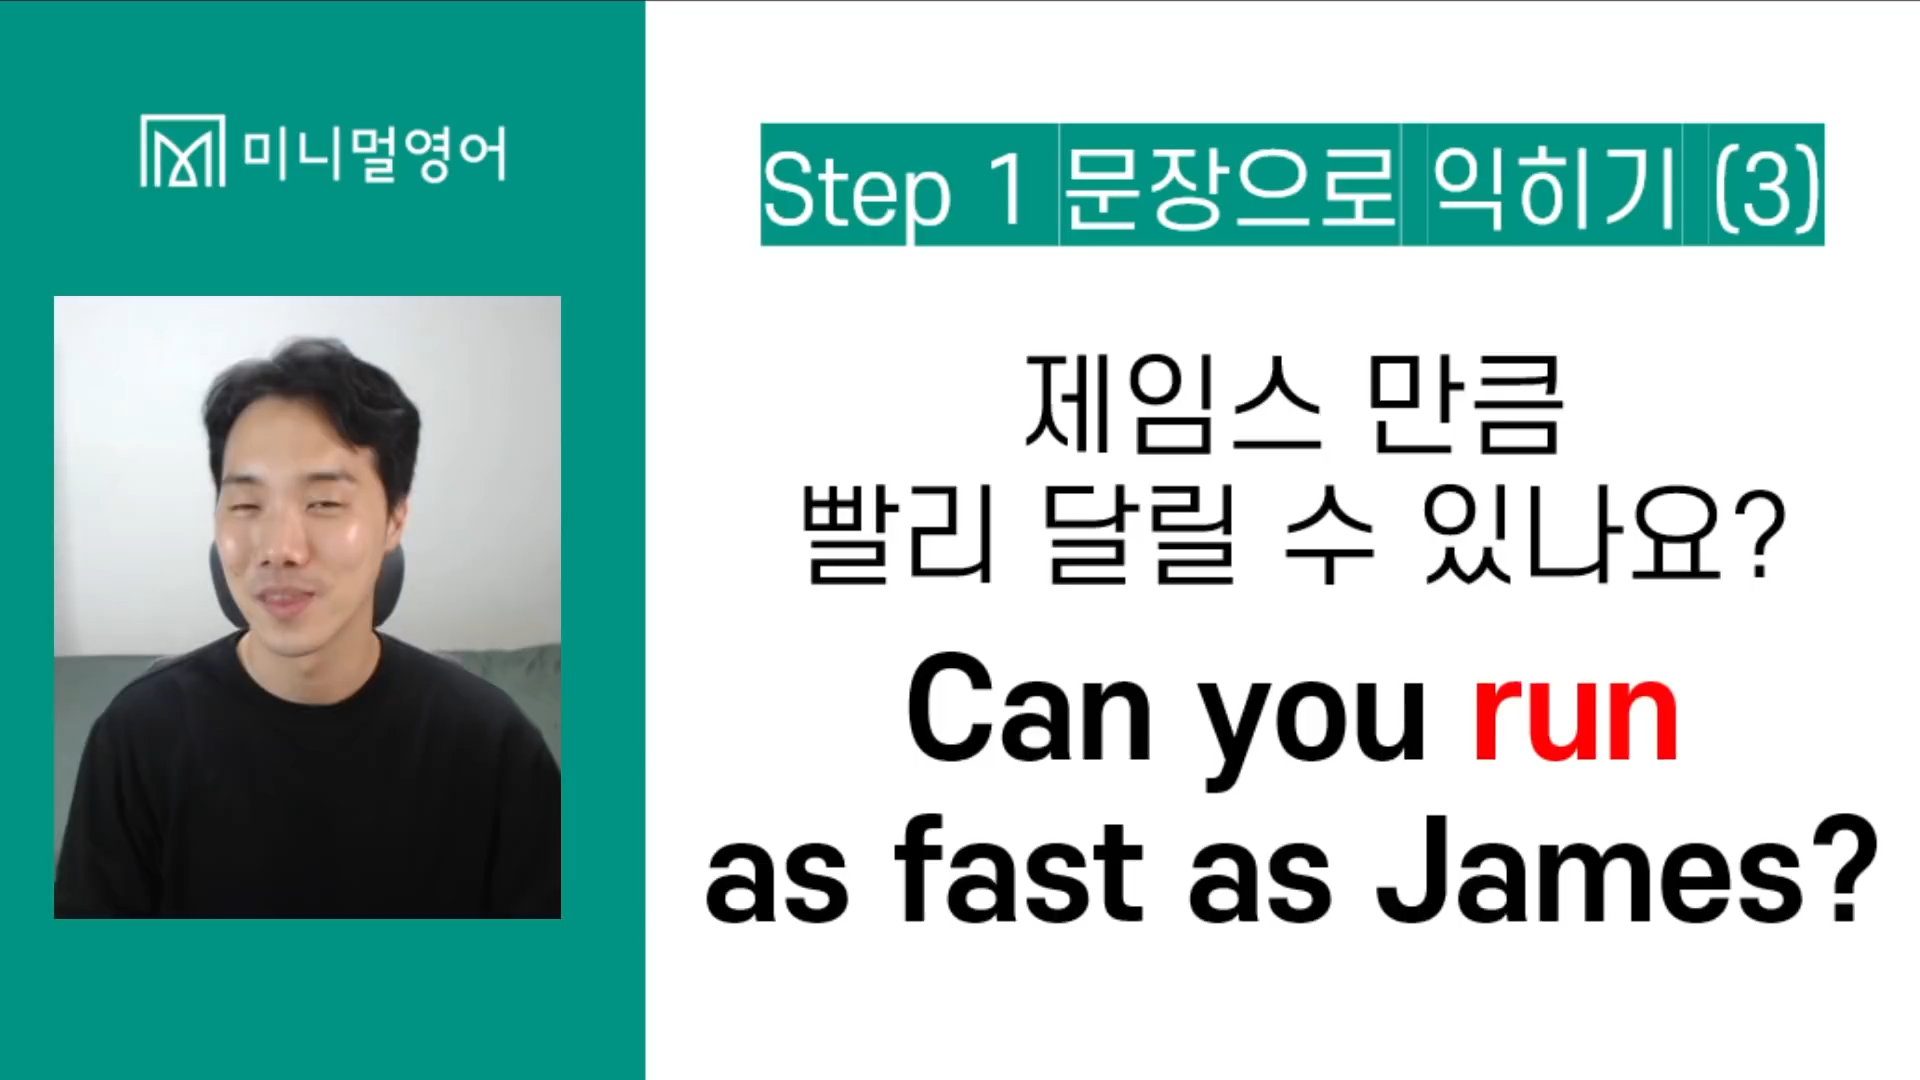 미니멀영어
Step 1 문장으로 익히기 (3)
제임스 만큼
빨리 달릴 수 있나요?
Can you run
as fast as James?